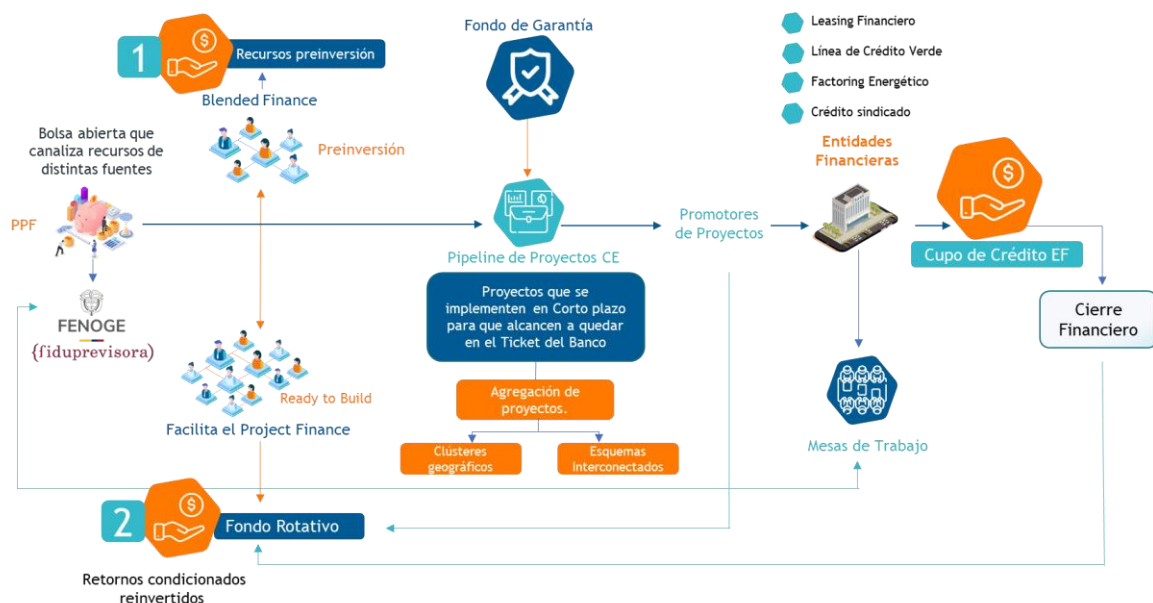 1
Recursos preinversión
Blended Finance
Preinversión
Bolsa abierta que
canaliza recursos de
distintas fuentes
PPF
FENOGE
{fiduprevisora)
Ready to Build
Facilita el Project Finance
2
Fondo Rotativo
Retornos condicionados
reinvertidos
Fondo de Garantía
Pipeline de Proyectos CE
Proyectos que se
implementen en Corto plazo
para que alcancen a quedar
en el Ticket del Banco
Agregación de
proyectos.
Clústeres
geográficos
Esquemas
Interconectados
Promotores
de Proyectos
Leasing Financiero
Línea de Crédito Verde
Factoring Energético
Crédito sindicado
Entidades
Financieras
Cupo de Crédito EF
Cierre
Financiero
Mesas de Trabajo